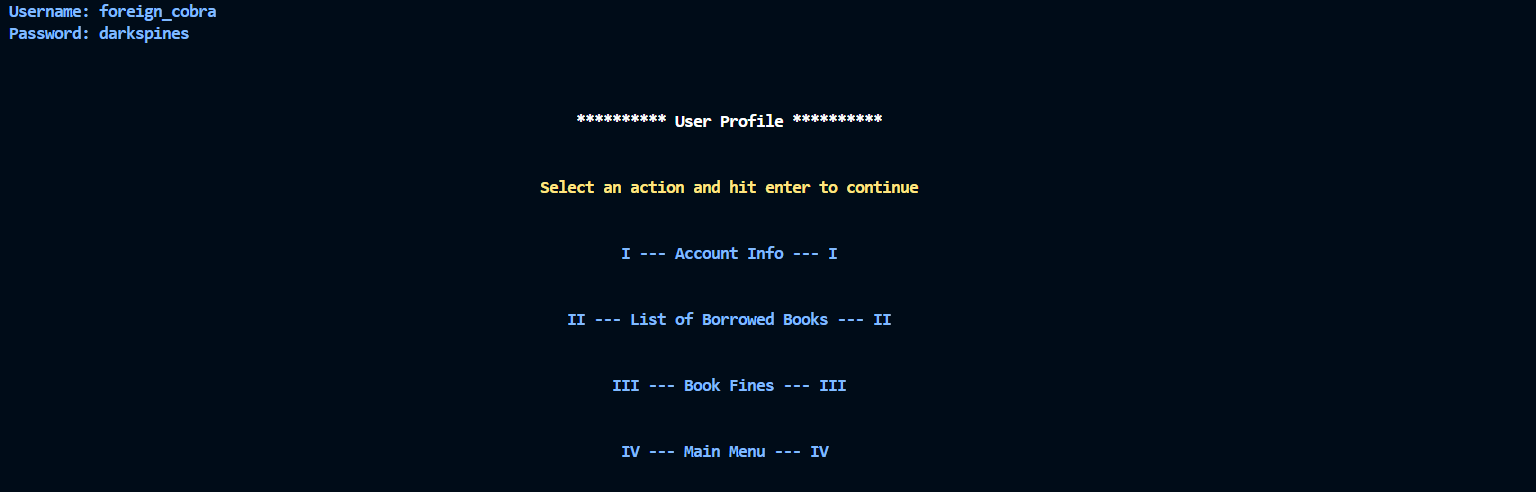 Username: foreign_cobra
Password: darkspines
********** User Profile **********
Select an action and hit enter to continue
I --- Account Info --- I
II --- List of Borrowed Books --- II
III --- Book Fines --- III
IV --- Main Menu --- IV